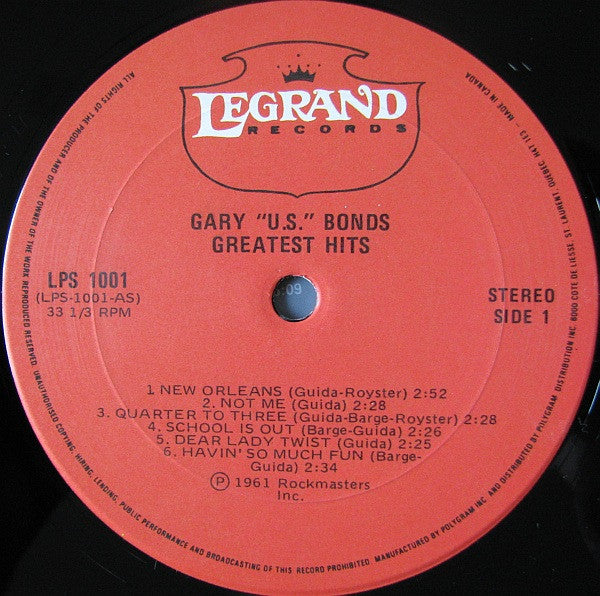 LEGRAND
RECORDS
GARY "U.S." BONDS
GREATEST HITS
LPS 1001
(LPS-1001-AS)
33 1/3 RPM
:09
STEREO
SIDE 1
1. NEW ORLEANS (Guida-Royster) 2:52
2. NOT ME (Guida) 2:28
3. QUARTER TO THREE (Guida-Barge-Royster) 2:28
4. SCHOOL IS OUT (Barge-Guida) 2:26
5. DEAR LADY TWIST (Guida) 2:25
6. HAVIN' SO MUCH FUN (Barge-
Guida) 2:34
Ⓟ 1961 Rockmasters
Inc.
ALL RIGHTS OF THE PRODUCER AND OF THE OWNER OF THE WORK REPRODUCED RESERVED. UNAUTHORISED COPYING, HIRING, LENDING, PUBLIC PERFORMANCE AND BROADCASTING OF THIS RECORD PROHIBITED. MANUFACTURED BY POLYGRAM INC. AND DISTRIBUTED BY POLYGRAM DISTRIBUTION INC. 6000 COTE DE LIESSE, ST. LAURENT, QUEBEC H4T 1E3 - MADE IN CANADA